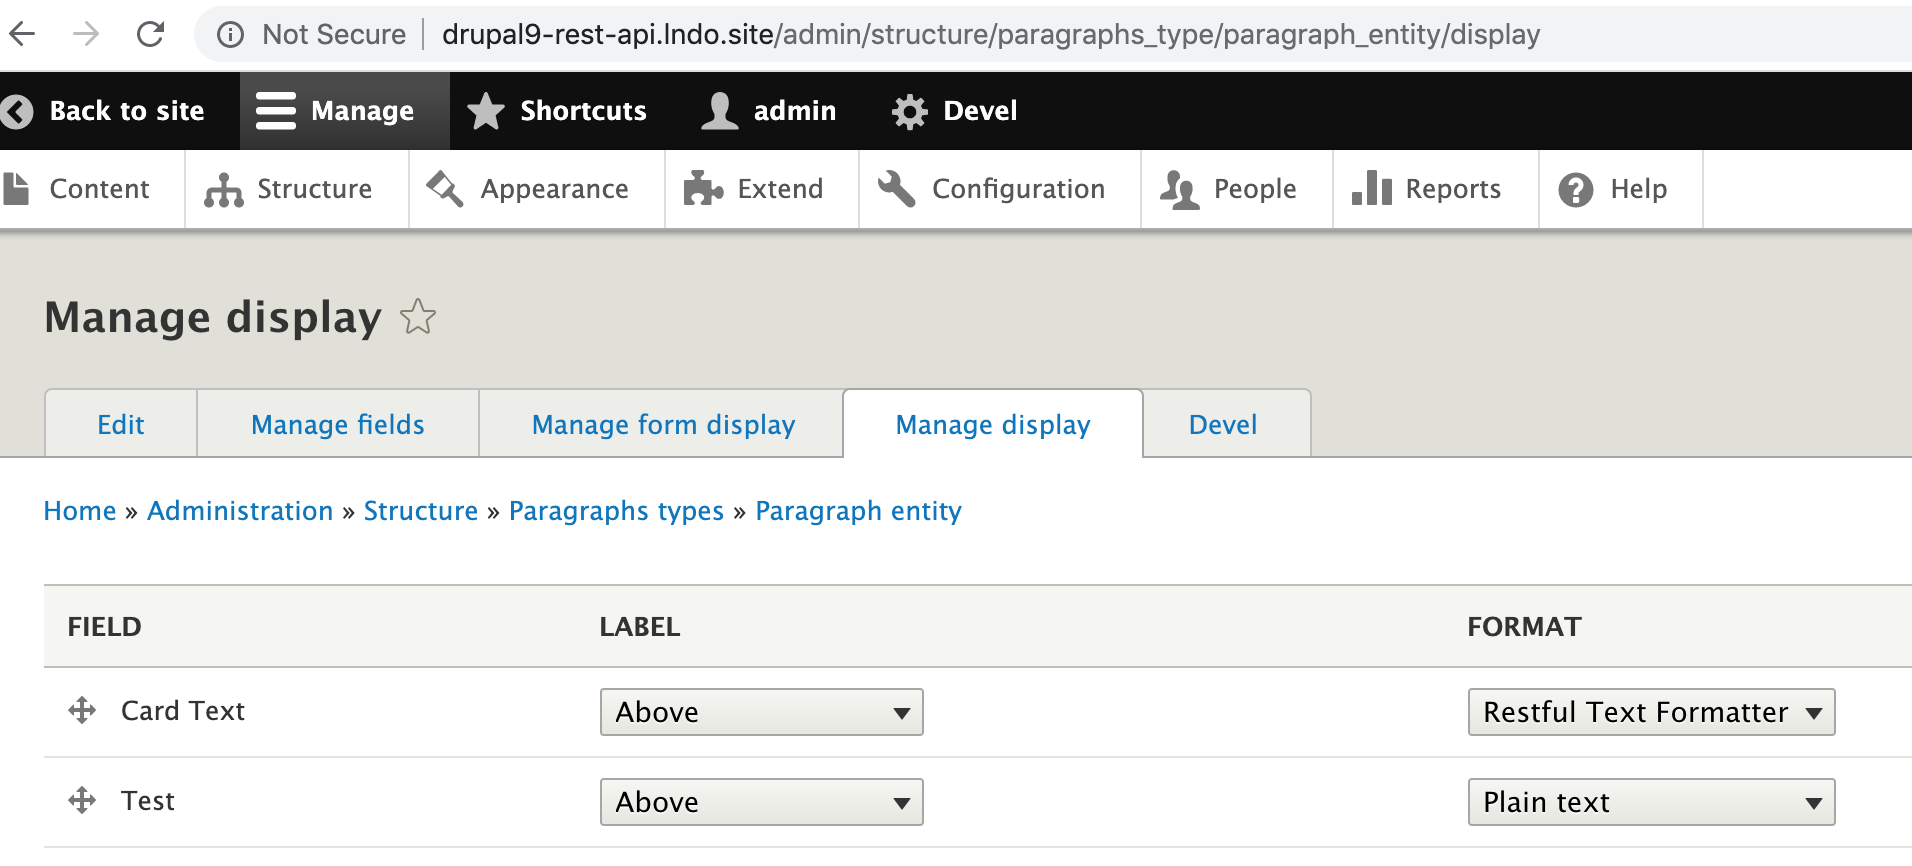 Not Secure drupal9-rest-api.lndo.site/admin/structure/paragraphs_type/paragraph_entity/display
Back to site Manage Shortcuts admin Devel
Content Structure Appearance Extend Configuration People Reports Help
Manage display
Edit Manage fields Manage form display Manage display Devel
Home » Administration » Structure » Paragraphs types » Paragraph entity
FIELD LABEL FORMAT
Card Text Above Restful Text Formatter
Test Above Plain text